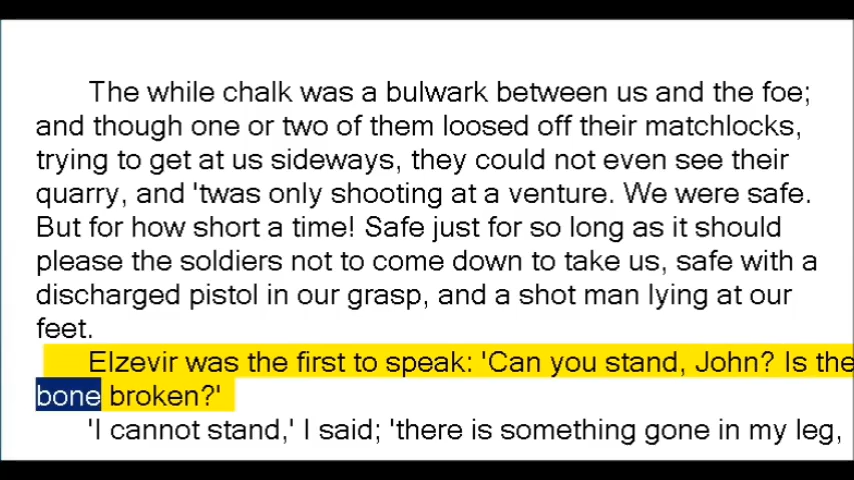 The while chalk was a bulwark between us and the foe;
and though one or two of them loosed off their matchlocks,
trying to get at us sideways, they could not even see their
quarry, and 'twas only shooting at a venture. We were safe.
But for how short a time! Safe just for so long as it should
please the soldiers not to come down to take us, safe with a
discharged pistol in our grasp, and a shot man lying at our
feet.
Elzevir was the first to speak: 'Can you stand, John? Is the
bone broken?'
'I cannot stand,' I said; 'there is something gone in my leg,